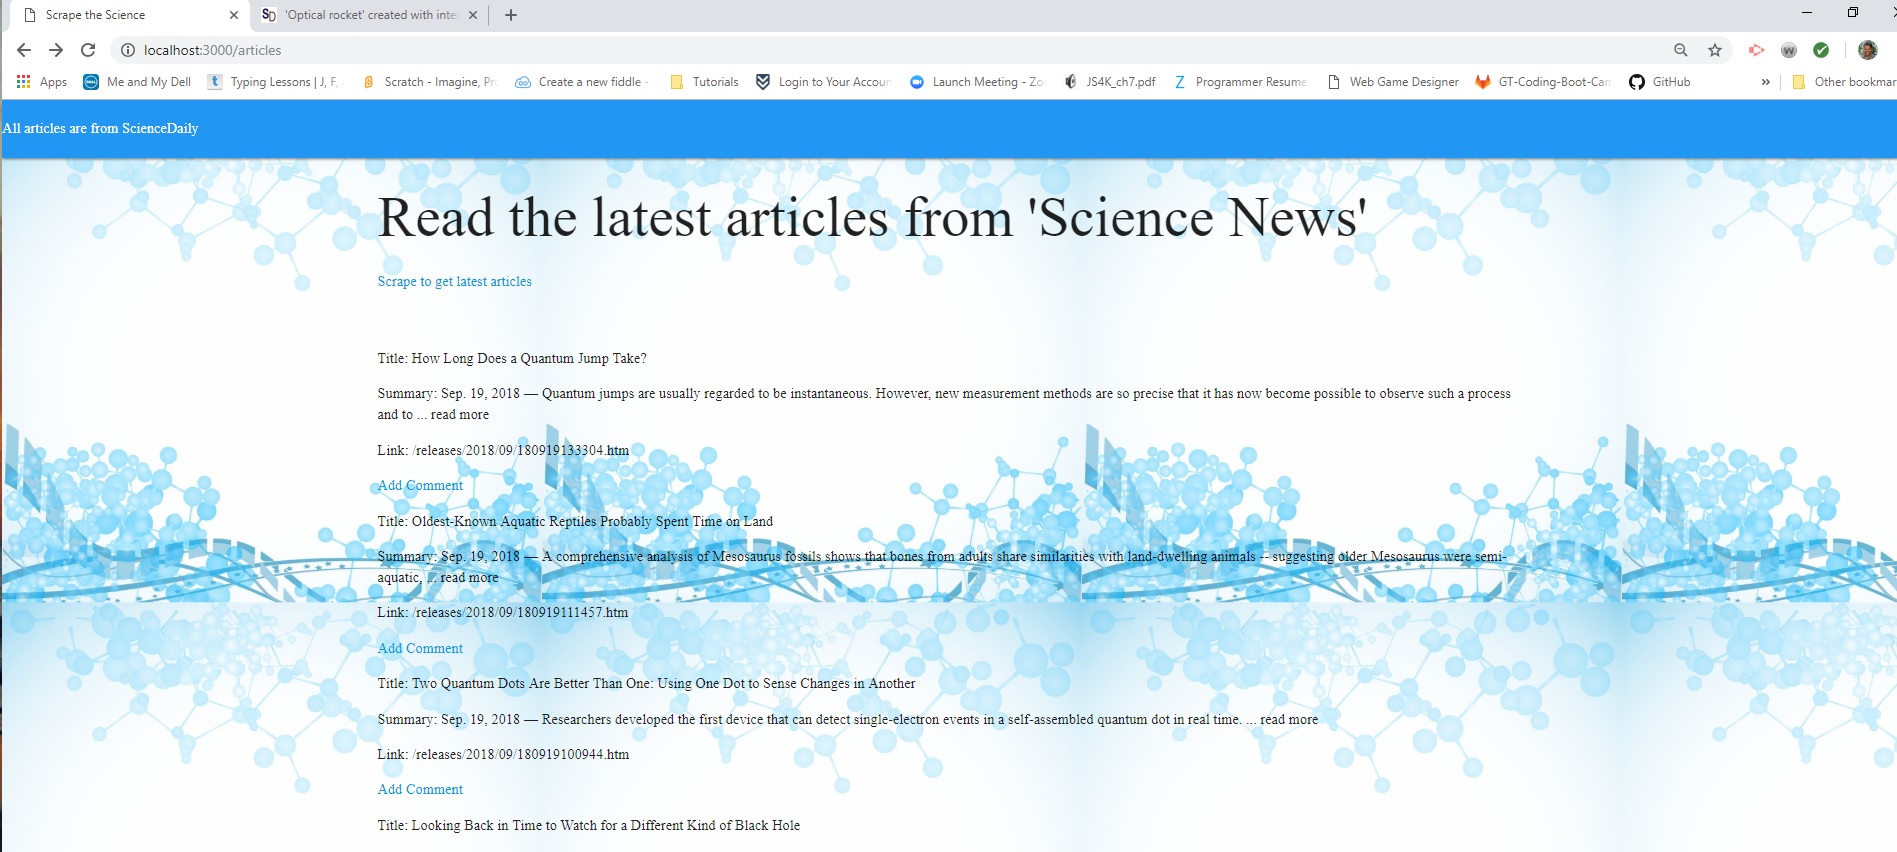 Scrape the Science
'Optical rocket' created with inte
localhost:3000/articles
Apps
Me and My Dell
Typing Lessons | J, F,
Scratch - Imagine, Pr
Create a new fiddle -
Tutorials
Login to Your Accoun
Launch Meeting - Zo
JS4K_ch7.pdf
Programmer Resume
Web Game Designer
GT-Coding-Boot-Cam
GitHub
»
Other bookmar
All articles are from ScienceDaily
Read the latest articles from 'Science News'
Scrape to get latest articles
Title: How Long Does a Quantum Jump Take?
Summary: Sep. 19, 2018 — Quantum jumps are usually regarded to be instantaneous. However, new measurement methods are so precise that it has now become possible to observe such a process
and to ... read more
Link: /releases/2018/09/180919133304.htm
Add Comment
Title: Oldest-Known Aquatic Reptiles Probably Spent Time on Land
Summary: Sep. 19, 2018 — A comprehensive analysis of Mesosaurus fossils shows that bones from adults share similarities with land-dwelling animals -- suggesting older Mesosaurus were semi-
aquatic, ... read more
Link: /releases/2018/09/180919111457.htm
Add Comment
Title: Two Quantum Dots Are Better Than One: Using One Dot to Sense Changes in Another
Summary: Sep. 19, 2018 — Researchers developed the first device that can detect single-electron events in a self-assembled quantum dot in real time. ... read more
Link: /releases/2018/09/180919100944.htm
Add Comment
Title: Looking Back in Time to Watch for a Different Kind of Black Hole